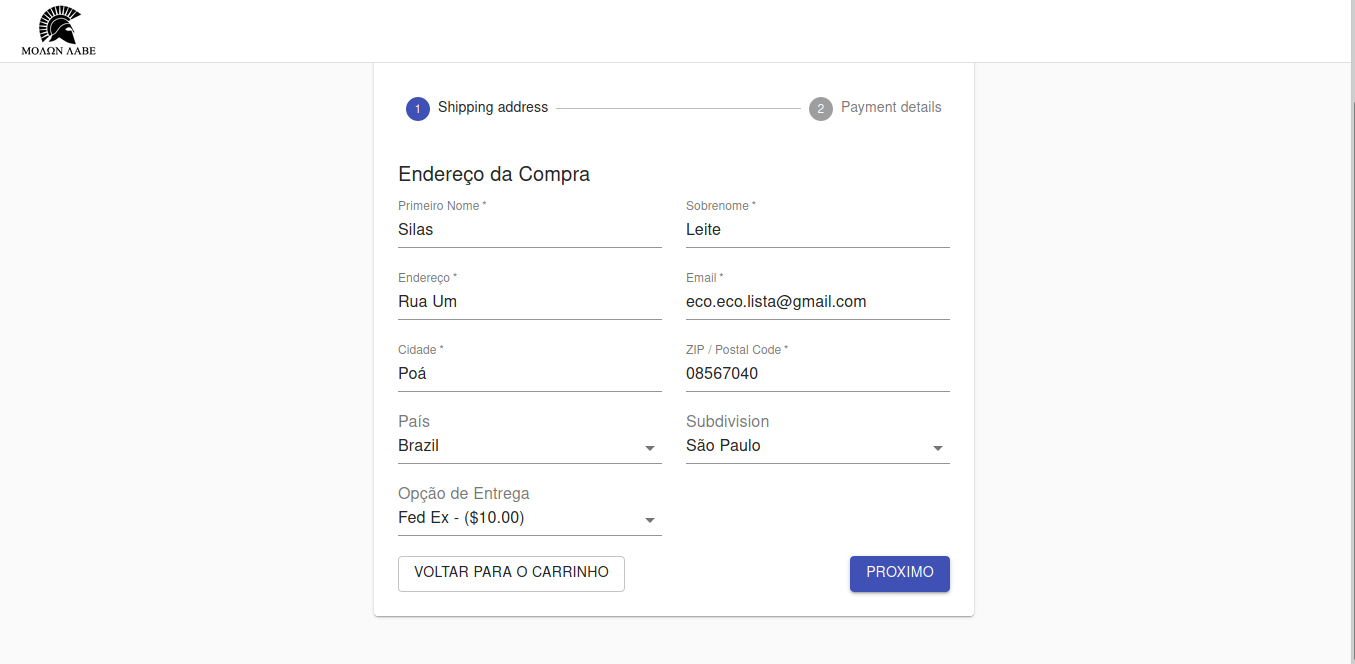 ΜΟΛΩΝ ΛΑΒΕ
1 Shipping address 2 Payment details
Endereço da Compra
Primeiro Nome * Sobrenome *
Silas Leite
Endereço * Email *
Rua Um eco.eco.lista@gmail.com
Cidade * ZIP / Postal Code *
Poá 08567040
País Subdivision
Brazil São Paulo
Opção de Entrega
Fed Ex - ($10.00)
VOLTAR PARA O CARRINHO PROXIMO